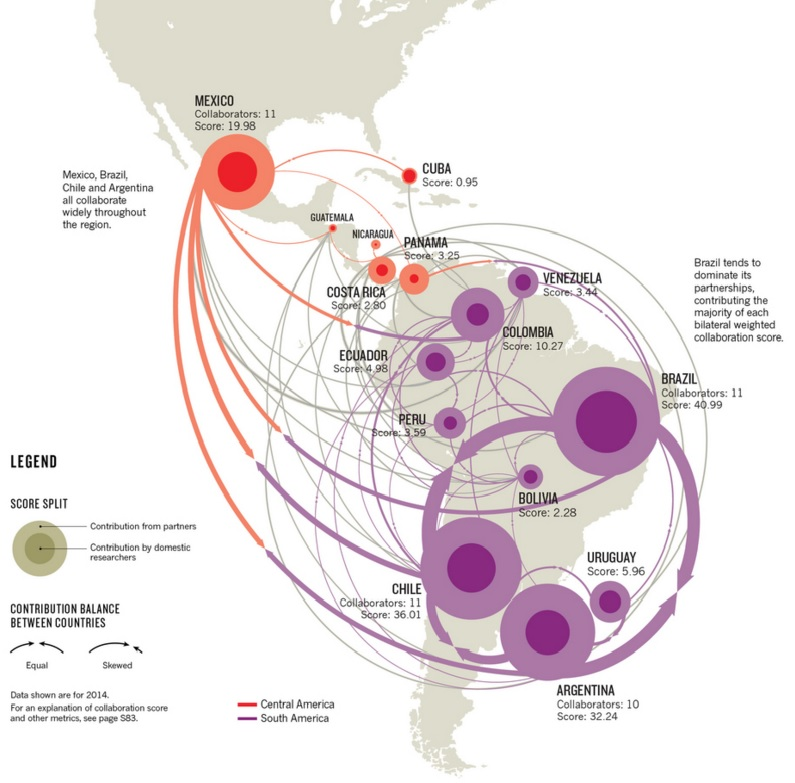 MEXICO
Collaborators: 11
Score: 19.98
Mexico, Brazil,
Chile and Argentina
all collaborate
widely throughout
the region.
CUBA
Score: 0.95
GUATEMALA
NICARAGUA
PANAMA
Score: 3.25
COSTA RICA
Score: 2.80
VENEZUELA
Score: 3.44
Brazil tends to
dominate its
partnerships,
contributing the
majority of each
bilateral weighted
collaboration score.
COLOMBIA
Score: 10.27
ECUADOR
Score: 4.98
BRAZIL
Collaborators: 11
Score: 40.99
PERU
Score: 3.59
BOLIVIA
Score: 2.28
URUGUAY
Score: 5.96
CHILE
Collaborators: 11
Score: 36.01
ARGENTINA
Collaborators: 10
Score: 32.24
LEGEND
SCORE SPLIT
Contribution from partners
Contribution by domestic
researchers
CONTRIBUTION BALANCE
BETWEEN COUNTRIES
Equal
Skewed
Data shown are for 2014.
For an explanation of collaboration score
and other metrics, see page S83.
Central America
South America